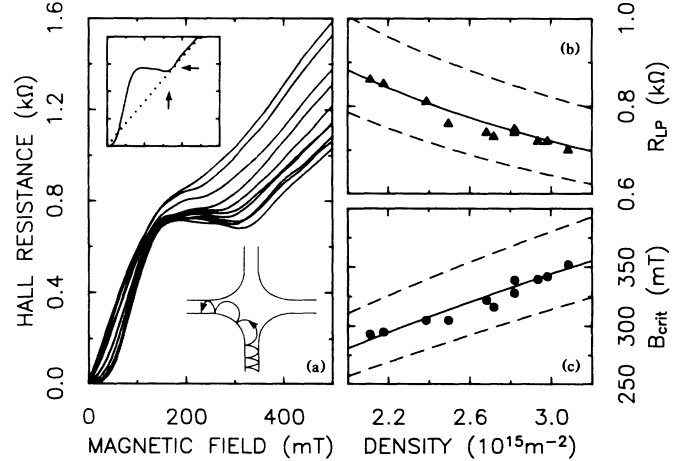 HALL RESISTANCE (kΩ)
1.6
1.2
0.8
0.4
0.0
0
200
400
MAGNETIC FIELD (mT)
(a)
(b)
1.0
0.8
0.6
R_LP (kΩ)
(c)
350
300
250
B_crit (mT)
2.2
2.6
3.0
DENSITY (10¹⁵m⁻²)